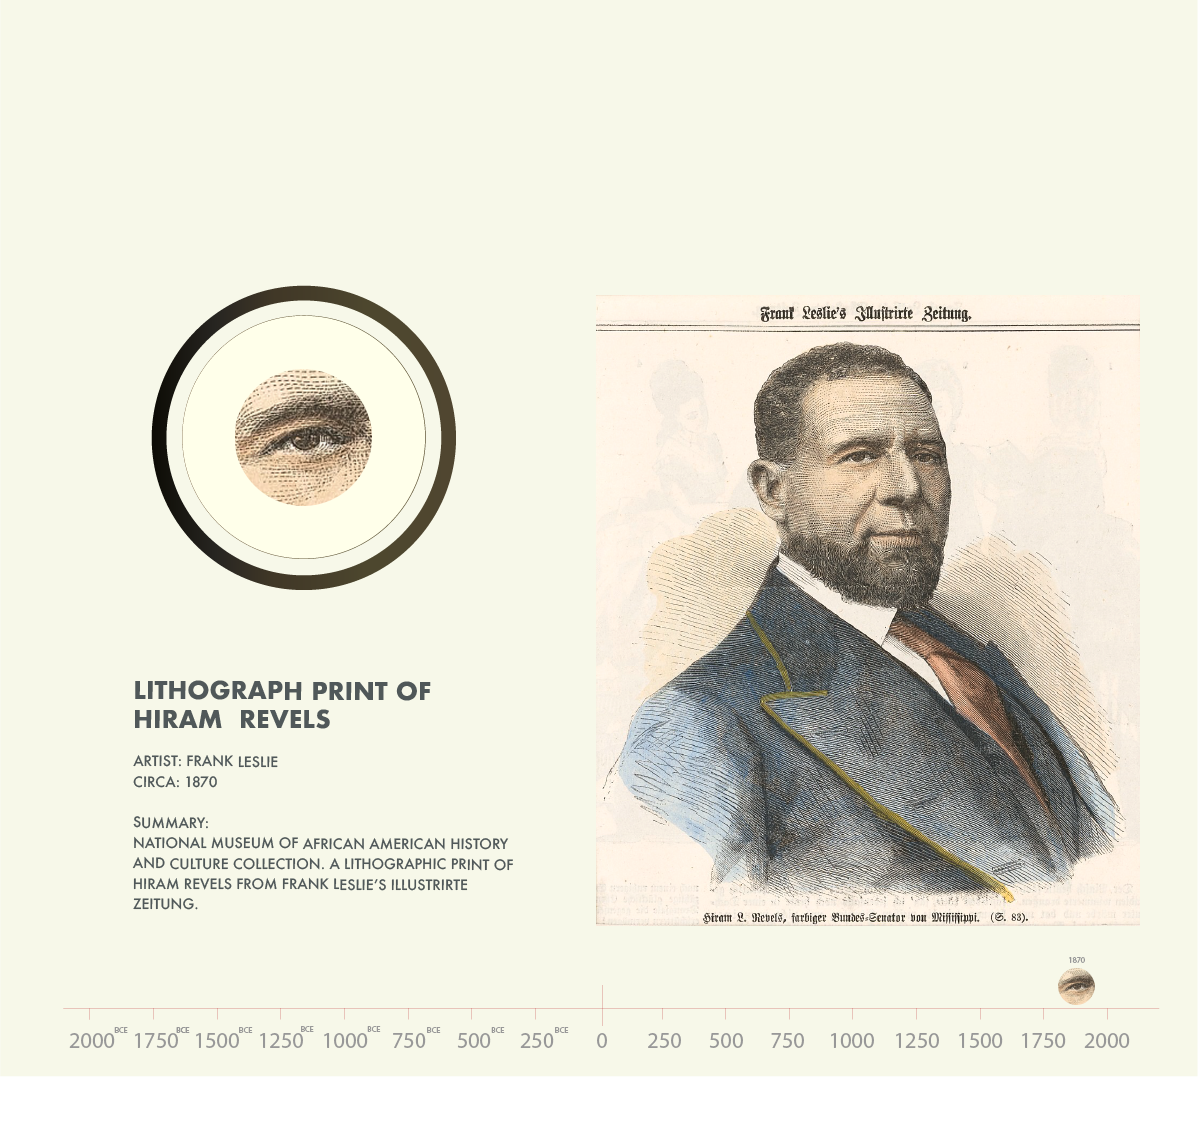 Frank Leslie's Illustrirte Zeitung.
LITHOGRAPH PRINT OF
HIRAM REVELS
ARTIST: FRANK LESLIE
CIRCA: 1870
SUMMARY:
NATIONAL MUSEUM OF AFRICAN AMERICAN HISTORY
AND CULTURE COLLECTION. A LITHOGRAPHIC PRINT OF
HIRAM REVELS FROM FRANK LESLIE'S ILLUSTRIRTE
ZEITUNG.
Hiram L. Revels, farbiger Bundes-Senator von Missisippi. (S. 83).
1870
2000 BCE 1750 BCE 1500 BCE 1250 BCE 1000 BCE 750 BCE 500 BCE 250 BCE 0 250 500 750 1000 1250 1500 1750 2000